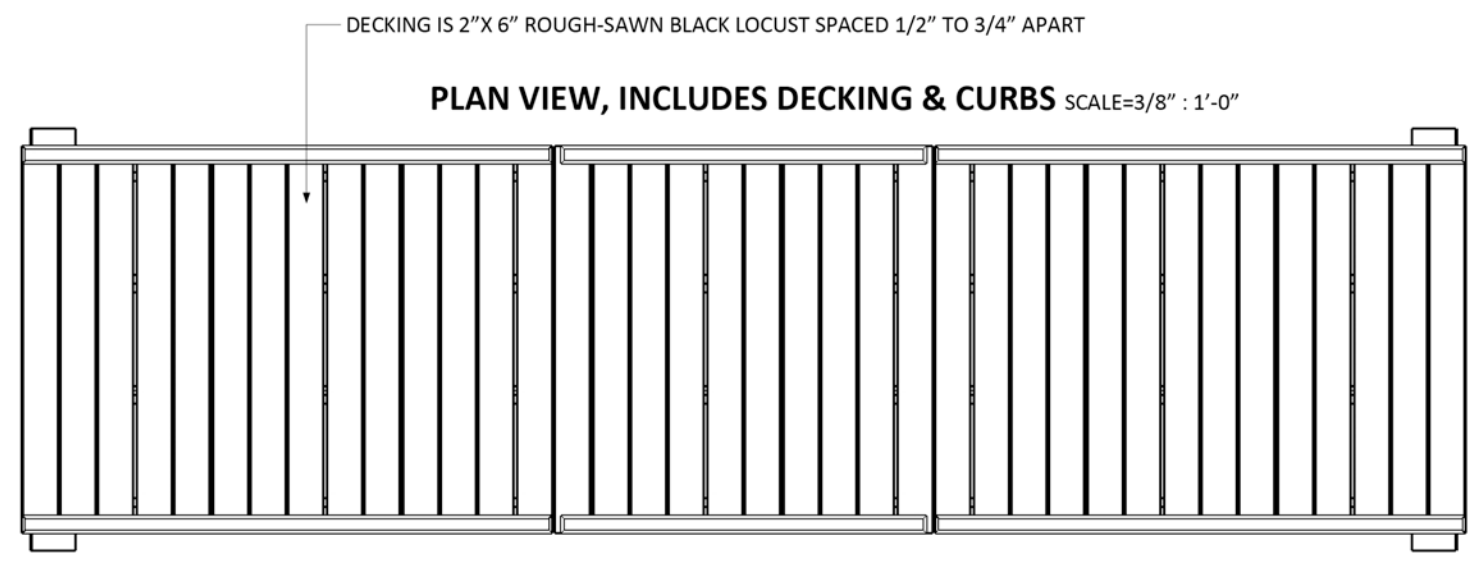 DECKING IS 2”X 6” ROUGH-SAWN BLACK LOCUST SPACED 1/2” TO 3/4” APART
PLAN VIEW, INCLUDES DECKING & CURBS SCALE=3/8” : 1’-0”